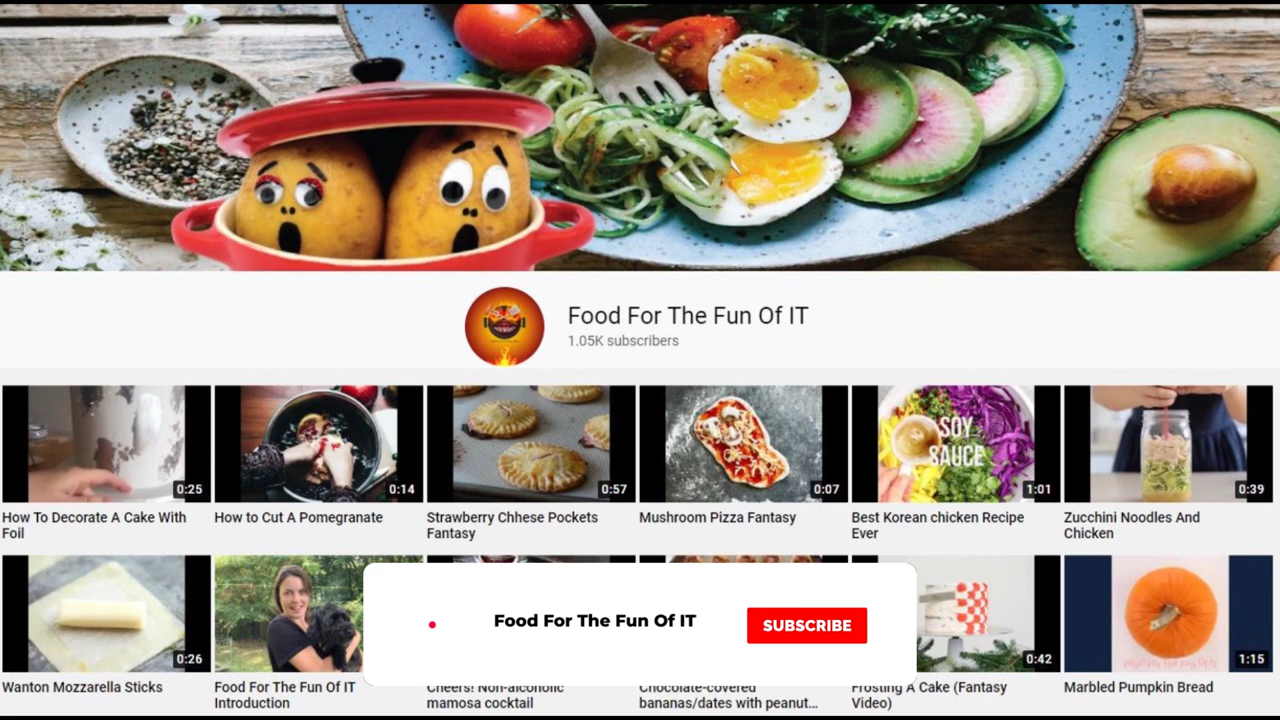 Food For The Fun Of IT
1.05K subscribers
SOY
SAUCE
0:25
0:14
0:57
0:07
1:01
0:39
How To Decorate A Cake With
Foil
How to Cut A Pomegranate
Strawberry Chhese Pockets
Fantasy
Mushroom Pizza Fantasy
Best Korean chicken Recipe
Ever
Zucchini Noodles And
Chicken
Food For The Fun Of IT
SUBSCRIBE
0:26
0:42
1:15
Wanton Mozzarella Sticks
Food For The Fun Of IT
Introduction
Cheers! Non-alcoholic
mamosa cocktail
Chocolate-covered
bananas/dates with peanut...
Frosting A Cake (Fantasy
Video)
Marbled Pumpkin Bread